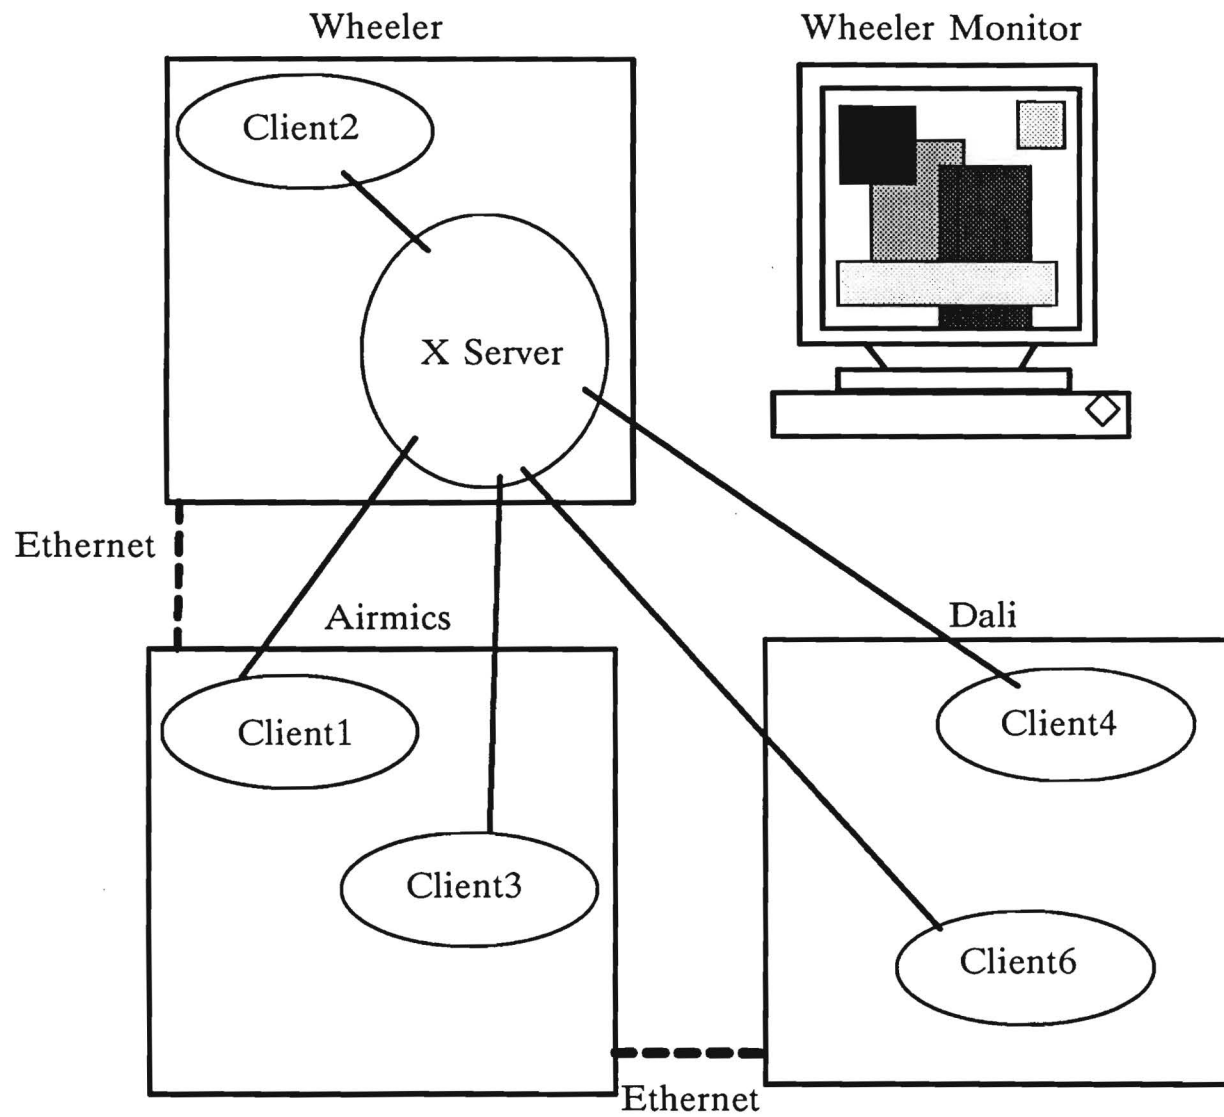 Wheeler
Wheeler Monitor
Client2
X Server
Ethernet
Airmics
Dali
Client1
Client4
Client3
Client6
Ethernet